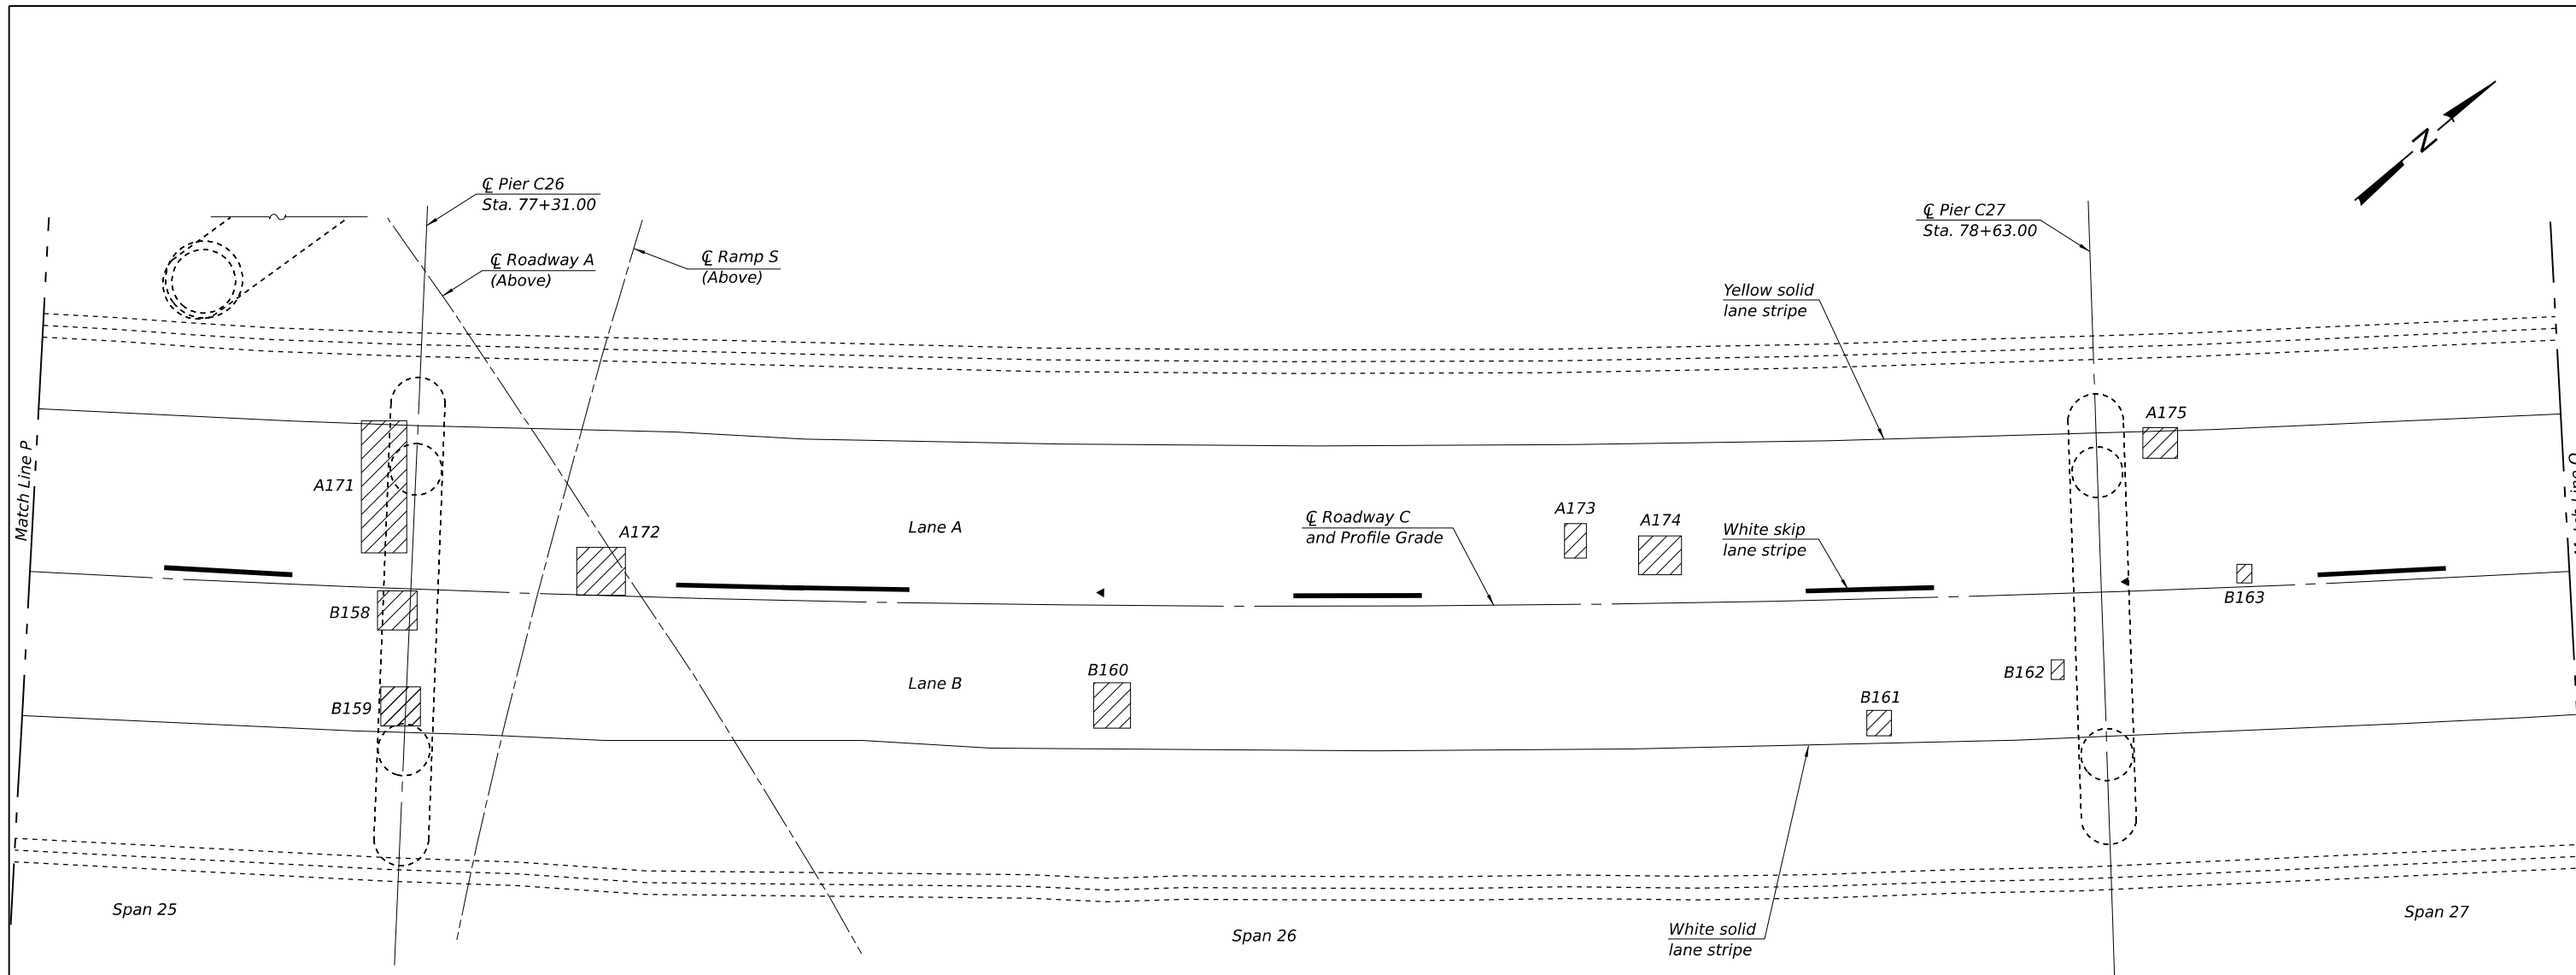 N
℄ Pier C26
Sta. 77+31.00
℄ Pier C27
Sta. 78+63.00
℄ Roadway A
(Above)
℄ Ramp S
(Above)
Yellow solid
lane stripe
A175
Match Line P
A171
A172
Lane A
℄ Roadway C
and Profile Grade
A173
A174
White skip
lane stripe
B158
B163
B159
Lane B
B160
B162
B161
Span 25
Span 26
White solid
lane stripe
Span 27